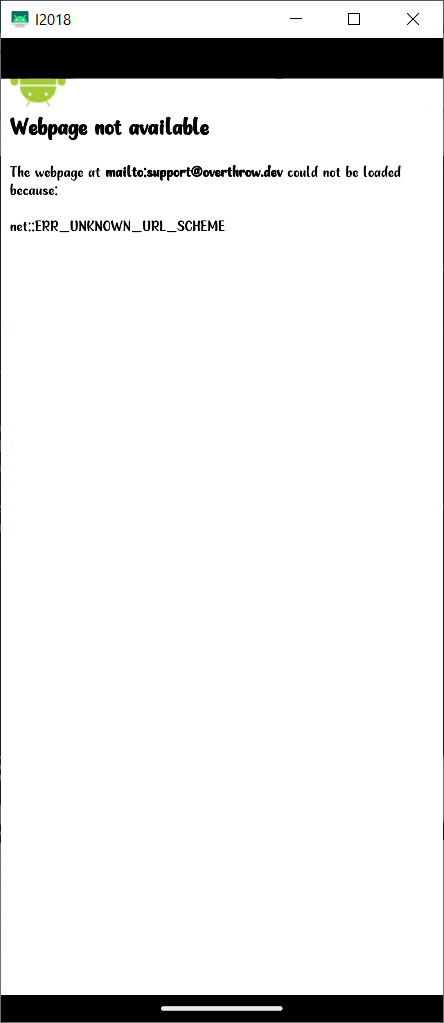 I2018
Webpage not available
The webpage at mailto:support@overthrow.dev could not be loaded
because:
net::ERR_UNKNOWN_URL_SCHEME